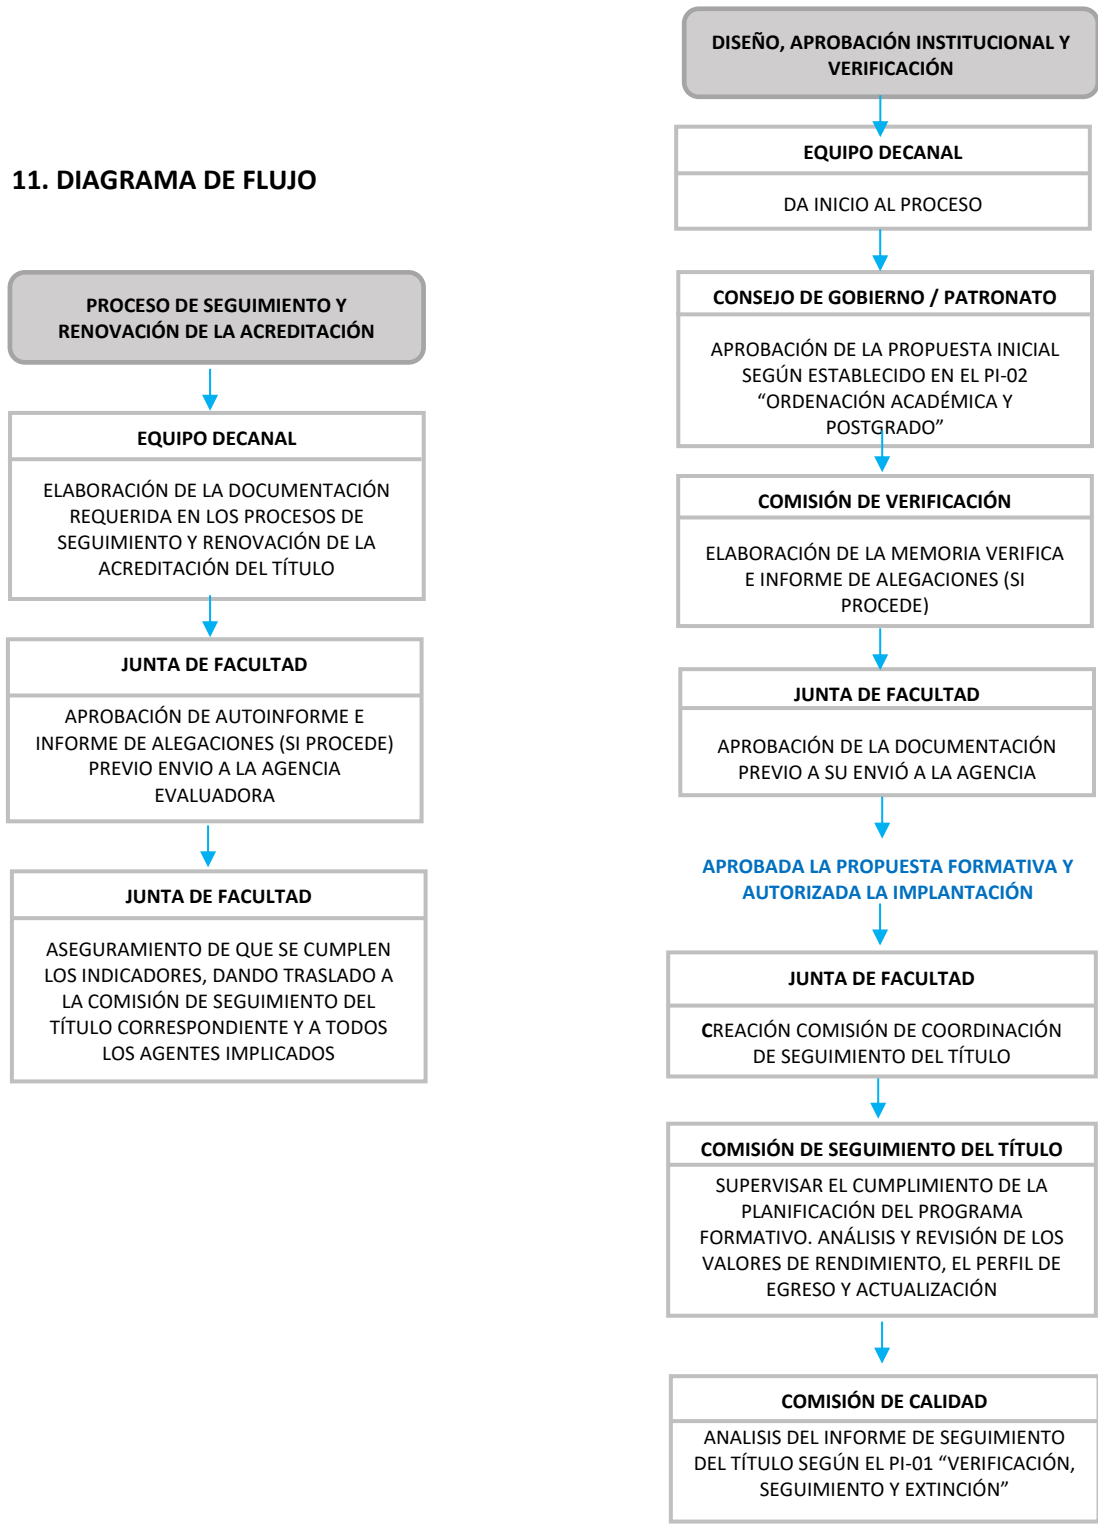 11. DIAGRAMA DE FLUJO
PROCESO DE SEGUIMIENTO Y
RENOVACIÓN DE LA ACREDITACIÓN
EQUIPO DECANAL
ELABORACIÓN DE LA DOCUMENTACIÓN
REQUERIDA EN LOS PROCESOS DE
SEGUIMIENTO Y RENOVACIÓN DE LA
ACREDITACIÓN DEL TÍTULO
JUNTA DE FACULTAD
APROBACIÓN DE AUTOINFORME E
INFORME DE ALEGACIONES (SI PROCEDE)
PREVIO ENVIO A LA AGENCIA
EVALUADORA
JUNTA DE FACULTAD
ASEGURAMIENTO DE QUE SE CUMPLEN
LOS INDICADORES, DANDO TRASLADO A
LA COMISIÓN DE SEGUIMIENTO DEL
TÍTULO CORRESPONDIENTE Y A TODOS
LOS AGENTES IMPLICADOS
DISEÑO, APROBACIÓN INSTITUCIONAL Y
VERIFICACIÓN
EQUIPO DECANAL
DA INICIO AL PROCESO
CONSEJO DE GOBIERNO / PATRONATO
APROBACIÓN DE LA PROPUESTA INICIAL
SEGÚN ESTABLECIDO EN EL PI-02
“ORDENACIÓN ACADÉMICA Y
POSTGRADO”
COMISIÓN DE VERIFICACIÓN
ELABORACIÓN DE LA MEMORIA VERIFICA
E INFORME DE ALEGACIONES (SI
PROCEDE)
JUNTA DE FACULTAD
APROBACIÓN DE LA DOCUMENTACIÓN
PREVIO A SU ENVIÓ A LA AGENCIA
APROBADA LA PROPUESTA FORMATIVA Y
AUTORIZADA LA IMPLANTACIÓN
JUNTA DE FACULTAD
CREACIÓN COMISIÓN DE COORDINACIÓN
DE SEGUIMIENTO DEL TÍTULO
COMISIÓN DE SEGUIMIENTO DEL TÍTULO
SUPERVISAR EL CUMPLIMIENTO DE LA
PLANIFICACIÓN DEL PROGRAMA
FORMATIVO. ANÁLISIS Y REVISIÓN DE LOS
VALORES DE RENDIMIENTO, EL PERFIL DE
EGRESO Y ACTUALIZACIÓN
COMISIÓN DE CALIDAD
ANALISIS DEL INFORME DE SEGUIMIENTO
DEL TÍTULO SEGÚN EL PI-01 “VERIFICACIÓN,
SEGUIMIENTO Y EXTINCIÓN”